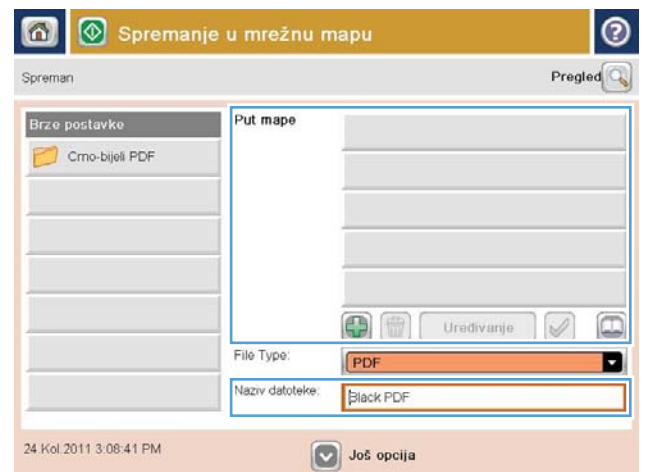 Spremanje u mrežnu mapu
?
Spreman
Pregled
Brze postavke
Crno-bijeli PDF
Put mape
Uređivanje
File Type:
PDF
Naziv datoteke:
Black PDF
24.Kol.2011 3:08:41 PM
Još opcija